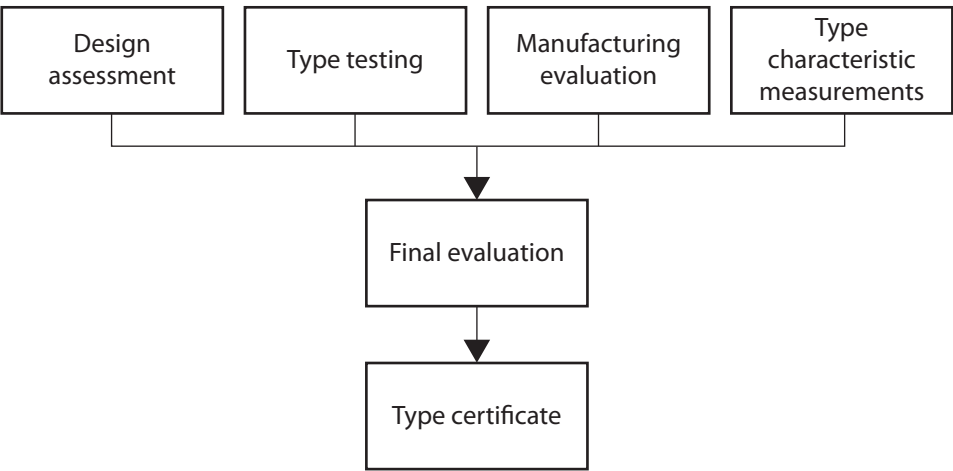 Design
assessment
Type testing
Manufacturing
evaluation
Type
characteristic
measurements
Final evaluation
Type certificate